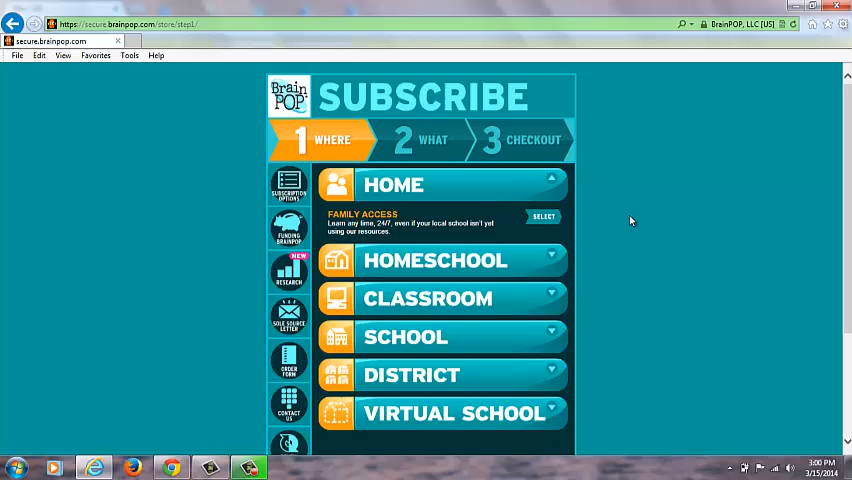 https://secure.brainpop.com/store/step1/
BrainPOP, LLC [US]
secure.brainpop.com
File Edit View Favorites Tools Help
Brain POP
SUBSCRIBE
1 WHERE
2 WHAT
3 CHECKOUT
SUBSCRIPTION
OPTIONS
FUNDING
BRAINPOP
NEW
RESEARCH
SOLE SOURCE
LETTER
ORDER
FORM
CONTACT
US
HOME
FAMILY ACCESS
Learn any time, 24/7, even if your local school isn't yet
using our resources.
SELECT
HOMESCHOOL
CLASSROOM
SCHOOL
DISTRICT
VIRTUAL SCHOOL
3:00 PM
3/15/2014